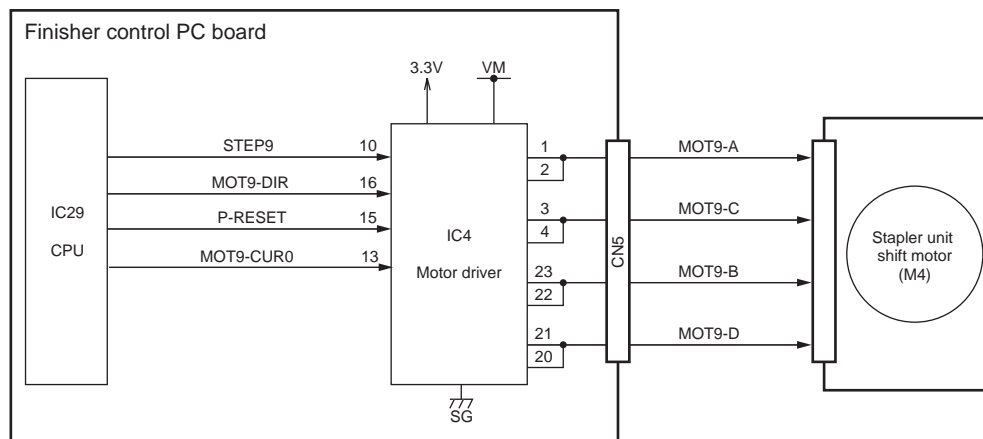 Finisher control PC board
3.3V
VM
IC29
CPU
STEP9
10
MOT9-DIR
16
P-RESET
15
MOT9-CUR0
13
IC4
Motor driver
SG
1
2
3
4
23
22
21
20
CN5
MOT9-A
MOT9-C
MOT9-B
MOT9-D
Stapler unit
shift motor
(M4)